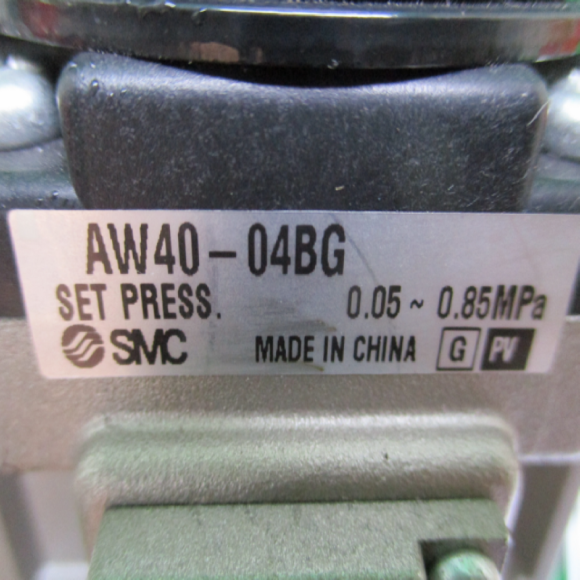 AW40-04BG
SET PRESS. 0.05 ~ 0.85MPa
SMC MADE IN CHINA G PV